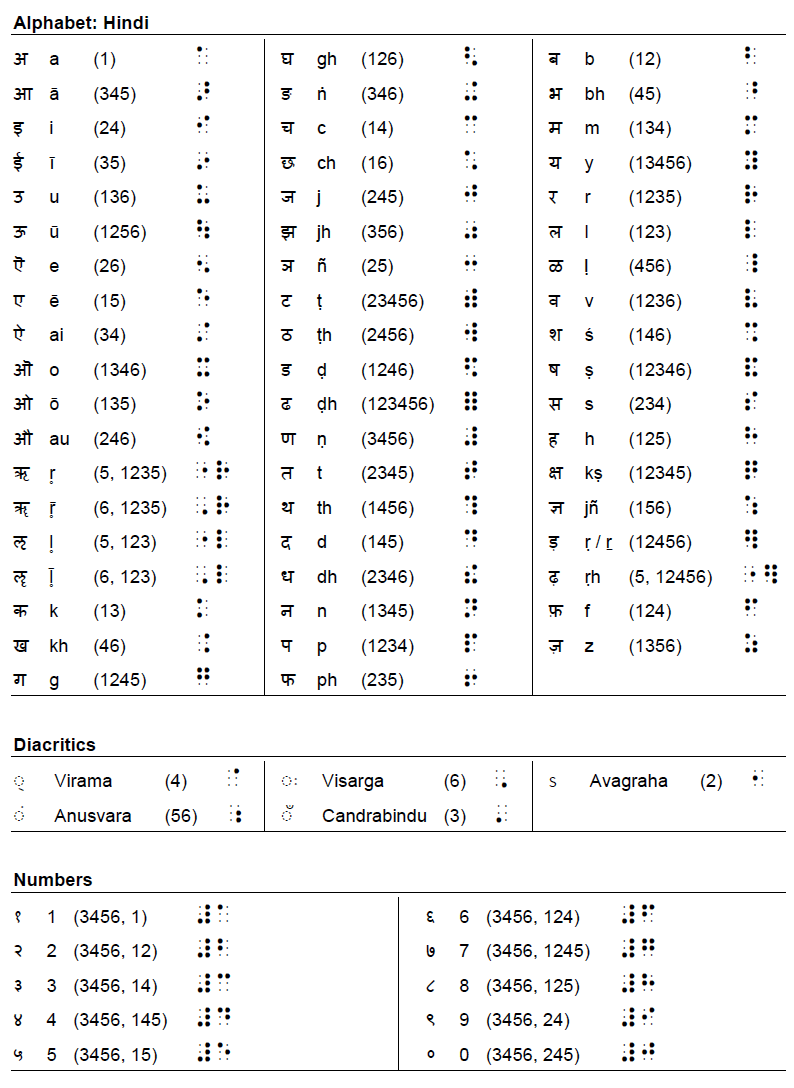 Alphabet: Hindi
अ a (1) ⠁
आ ā (345) ⠜
इ i (24) ⠊
ई ī (35) ⠔
उ u (136) ⠥
ऊ ū (1256) ⠳
ऎ e (26) ⠢
ए ē (15) ⠑
ऐ ai (34) ⠌
ऒ o (1346) ⠭
ओ ō (135) ⠕
औ au (246) ⠪
ऋ r̥ (5, 1235) ⠐⠗
ॠ r̥̄ (6, 1235) ⠠⠗
ऌ l̥ (5, 123) ⠐⠇
ॡ l̥̄ (6, 123) ⠠⠇
क k (13) ⠅
ख kh (46) ⠨
ग g (1245) ⠛
घ gh (126) ⠣
ङ ṅ (346) ⠬
च c (14) ⠉
छ ch (16) ⠡
ज j (245) ⠚
झ jh (356) ⠴
ञ ñ (25) ⠒
ट ṭ (23456) ⠾
ठ ṭh (2456) ⠺
ड ḍ (1246) ⠫
ढ ḍh (123456) ⠿
ण ṇ (3456) ⠼
त t (2345) ⠞
थ th (1456) ⠹
द d (145) ⠙
ध dh (2346) ⠮
न n (1345) ⠝
प p (1234) ⠏
फ ph (235) ⠖
ब b (12) ⠃
भ bh (45) ⠘
म m (134) ⠍
य y (13456) ⠽
र r (1235) ⠗
ल l (123) ⠇
ळ ḷ (456) ⠸
व v (1236) ⠧
श ś (146) ⠩
ष ṣ (12346) ⠯
स s (234) ⠎
ह h (125) ⠓
क्ष kṣ (12345) ⠟
ज्ञ jñ (156) ⠱
ड़ ṛ / ṟ (12456) ⠻
ढ़ ṛh (5, 12456) ⠐⠻
फ़ f (124) ⠋
ज़ z (1356) ⠵
Diacritics
◌् Virama (4) ⠈
◌ं Anusvara (56) ⠰
◌ः Visarga (6) ⠠
◌ँ Candrabindu (3) ⠄
ऽ Avagraha (2) ⠂
Numbers
१ 1 (3456, 1) ⠼⠁
२ 2 (3456, 12) ⠼⠃
३ 3 (3456, 14) ⠼⠉
४ 4 (3456, 145) ⠼⠙
५ 5 (3456, 15) ⠼⠑
६ 6 (3456, 124) ⠼⠋
७ 7 (3456, 1245) ⠼⠛
८ 8 (3456, 125) ⠼⠓
९ 9 (3456, 24) ⠼⠊
० 0 (3456, 245) ⠼⠚